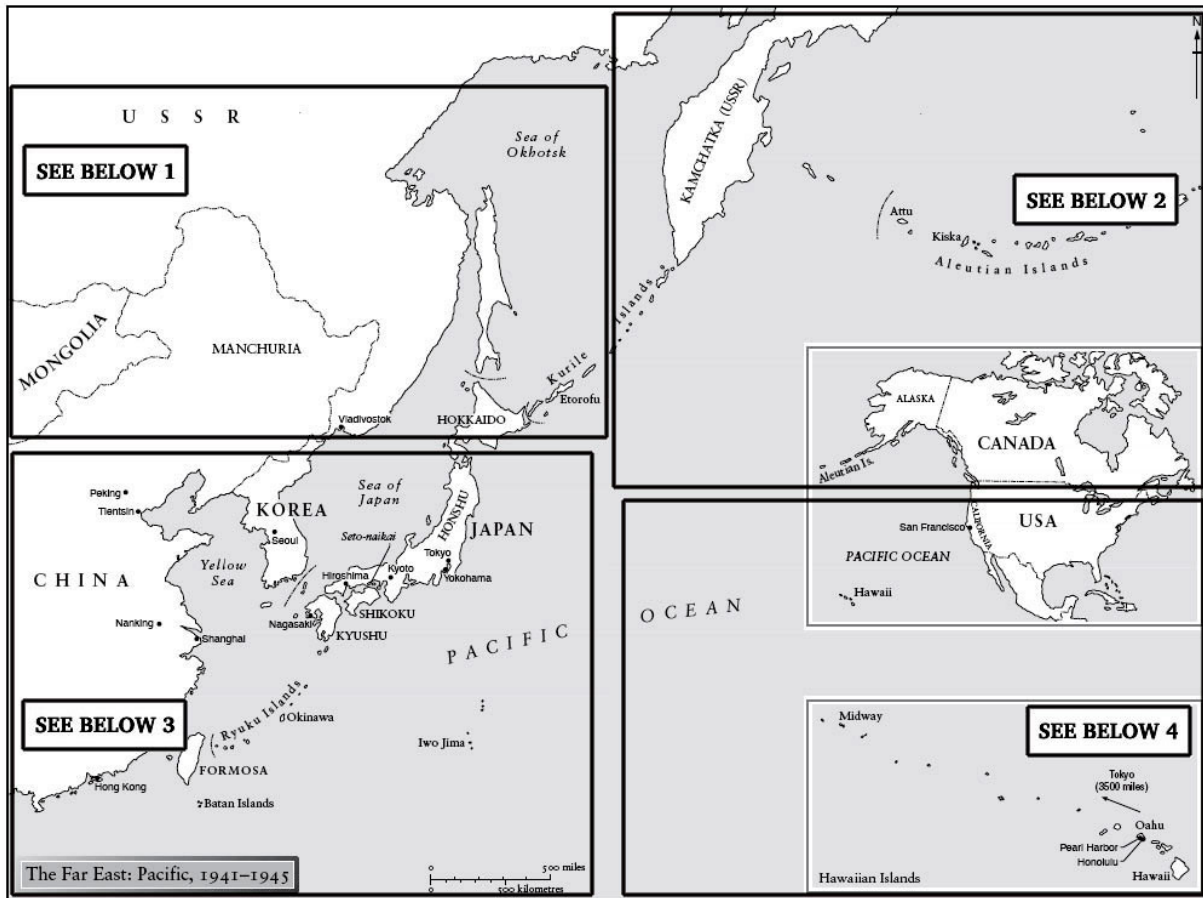 N
U S S R
SEE BELOW 1
Sea of
Okhotsk
KAMCHATKA (USSR)
SEE BELOW 2
Attu
Kiska
Aleutian Islands
MONGOLIA
MANCHURIA
Islands
Kurile
Etorofu
Vladivostok
HOKKAIDO
ALASKA
CANADA
Aleutian Is.
USA
San Francisco
CALIFORNIA
PACIFIC OCEAN
Hawaii
Peking
Tientsin
KOREA
Seoul
Sea of
Japan
HONSHU
JAPAN
Seto-naikai
Tokyo
Yokohama
Kyoto
Hiroshima
CHINA
Yellow
Sea
SHIKOKU
Nagasaki
KYUSHU
Nanking
Shanghai
PACIFIC
OCEAN
SEE BELOW 3
Ryuku Islands
Okinawa
Iwo Jima
FORMOSA
Hong Kong
Batan Islands
Midway
SEE BELOW 4
Tokyo
(3500 miles)
Oahu
Pearl Harbor
Honolulu
Hawaii
Hawaiian Islands
The Far East: Pacific, 1941–1945
0 500 miles
0 500 kilometres